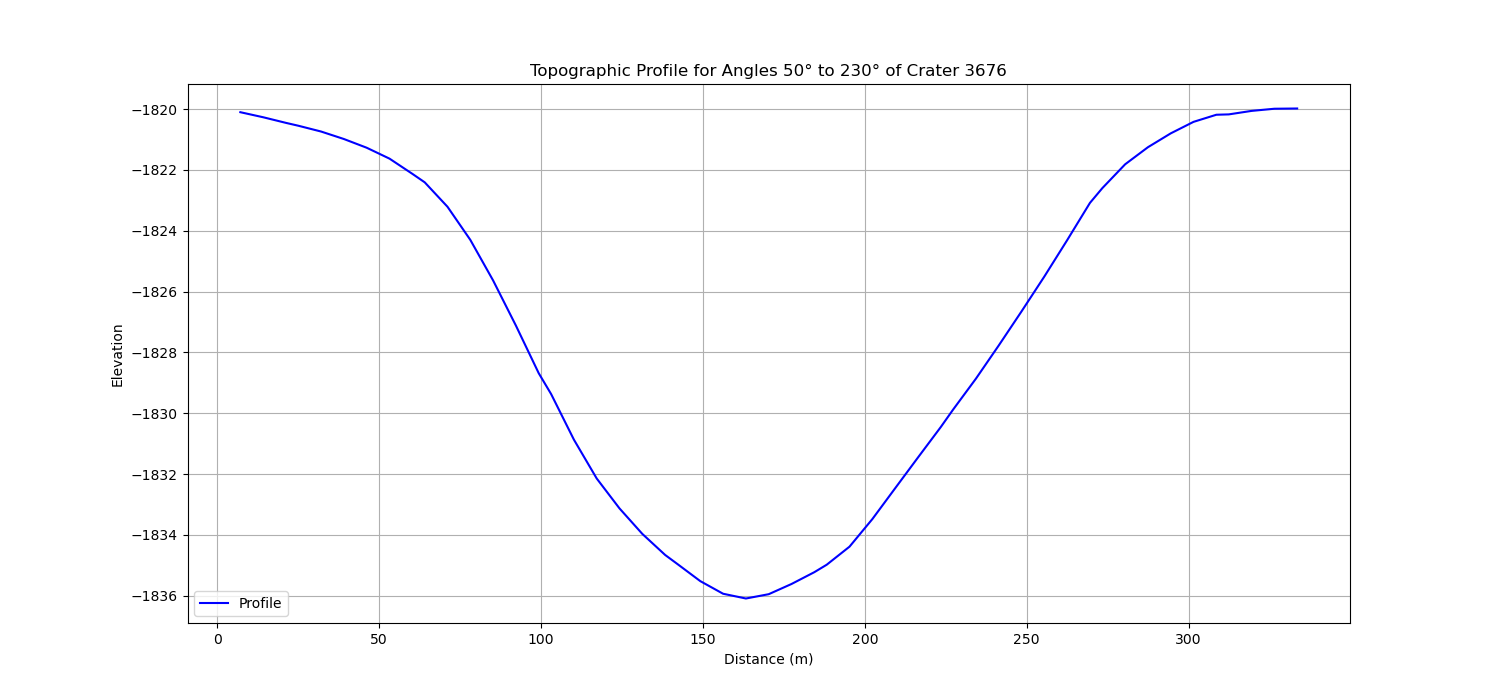 Topographic Profile for Angles 50° to 230° of Crater 3676
Elevation
−1820
−1822
−1824
−1826
−1828
−1830
−1832
−1834
−1836
Profile
0 50 100 150 200 250 300
Distance (m)